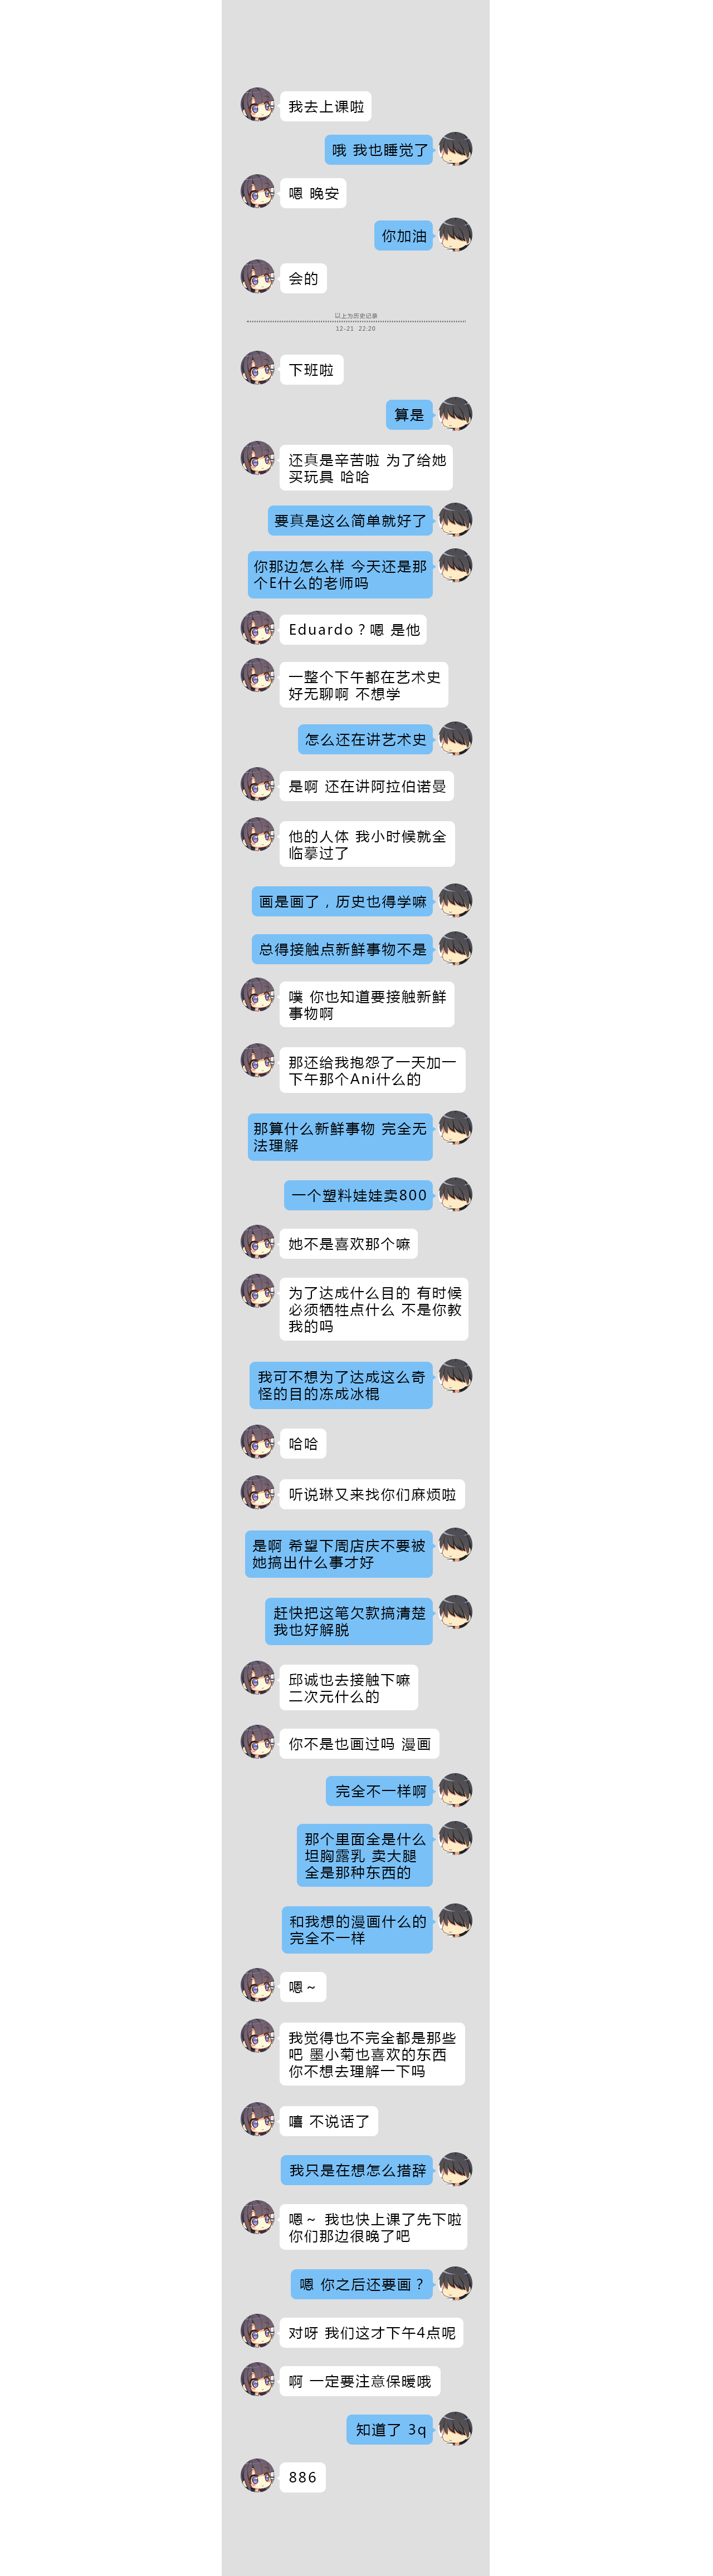 我去上课啦
哦 我也睡觉了
嗯 晚安
你加油
会的
以上为历史记录
12-21 22:20
下班啦
算是
还真是辛苦啦 为了给她
买玩具 哈哈
要真是这么简单就好了
你那边怎么样 今天还是那
个E什么的老师吗
Eduardo？嗯 是他
一整个下午都在艺术史
好无聊啊 不想学
怎么还在讲艺术史
是啊 还在讲阿拉伯诺曼
他的人体 我小时候就全
临摹过了
画是画了，历史也得学嘛
总得接触点新鲜事物不是
噗 你也知道要接触新鲜
事物啊
那还给我抱怨了一天加一
下午那个Ani什么的
那算什么新鲜事物 完全无
法理解
一个塑料娃娃卖800
她不是喜欢那个嘛
为了达成什么目的 有时候
必须牺牲点什么 不是你教
我的吗
我可不想为了达成这么奇
怪的目的冻成冰棍
哈哈
听说琳又来找你们麻烦啦
是啊 希望下周店庆不要被
她搞出什么事才好
赶快把这笔欠款搞清楚
我也好解脱
邱诚也去接触下嘛
二次元什么的
你不是也画过吗 漫画
完全不一样啊
那个里面全是什么
坦胸露乳 卖大腿
全是那种东西的
和我想的漫画什么的
完全不一样
嗯～
我觉得也不完全都是那些
吧 墨小菊也喜欢的东西
你不想去理解一下吗
嘻 不说话了
我只是在想怎么措辞
嗯～ 我也快上课了先下啦
你们那边很晚了吧
嗯 你之后还要画？
对呀 我们这才下午4点呢
啊 一定要注意保暖哦
知道了 3q
886